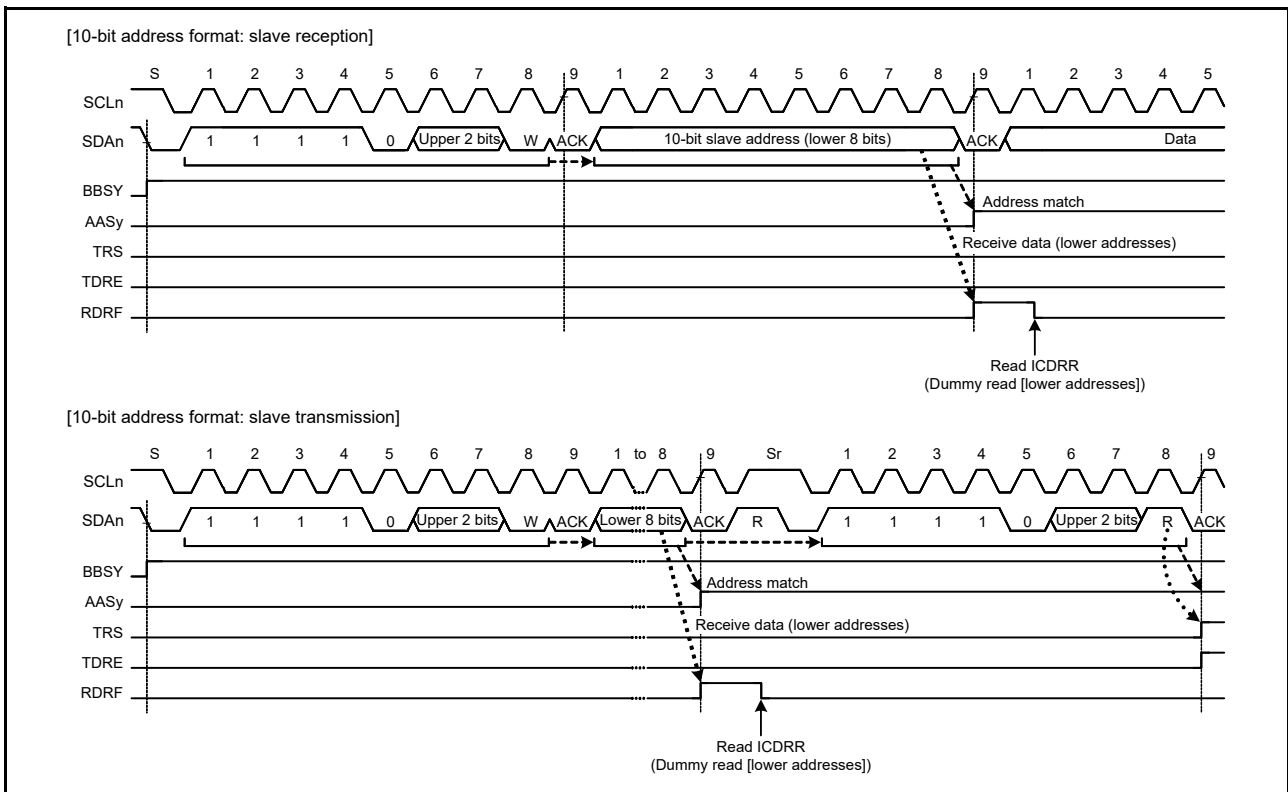 [10-bit address format: slave reception]
S 1 2 3 4 5 6 7 8 9 1 2 3 4 5 6 7 8 9 1 2 3 4 5
SCLn
SDAn 1 1 1 1 0 Upper 2 bits W ACK 10-bit slave address (lower 8 bits) ACK Data
BBSY
Address match
AASy
Receive data (lower addresses)
TRS
TDRE
RDRF
Read ICDRR
(Dummy read [lower addresses])
[10-bit address format: slave transmission]
S 1 2 3 4 5 6 7 8 9 1 to 8 9 Sr 1 2 3 4 5 6 7 8 9
SCLn
SDAn 1 1 1 1 0 Upper 2 bits W ACK Lower 8 bits ACK R 1 1 1 1 0 Upper 2 bits R ACK
BBSY
Address match
AASy
Receive data (lower addresses)
TRS
TDRE
RDRF
Read ICDRR
(Dummy read [lower addresses])